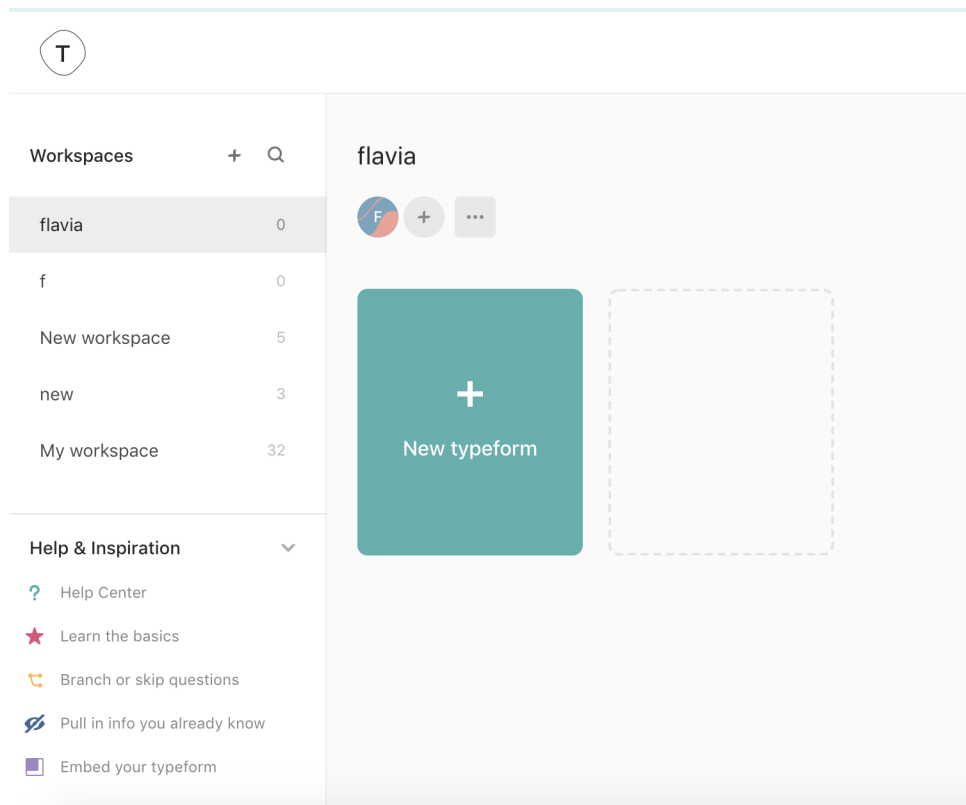 T
Workspaces
flavia 0
f 0
New workspace 5
new 3
My workspace 32
Help & Inspiration
Help Center
Learn the basics
Branch or skip questions
Pull in info you already know
Embed your typeform
flavia
F
New typeform